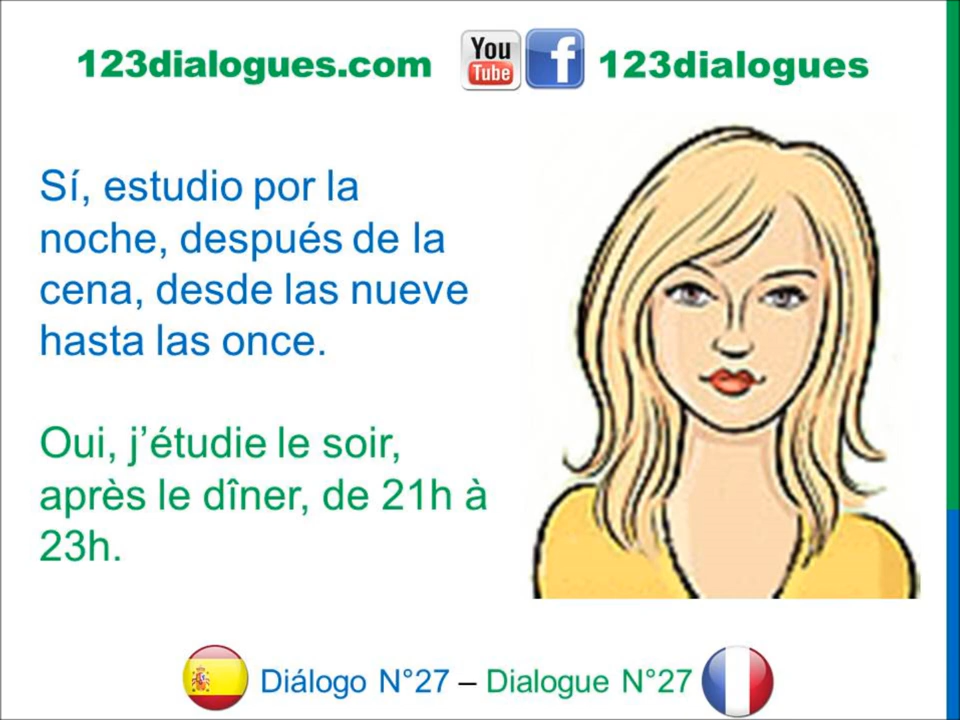 123dialogues.com You Tube f 123dialogues
Sí, estudio por la
noche, después de la
cena, desde las nueve
hasta las once.
Oui, j’étudie le soir,
après le dîner, de 21h à
23h.
Diálogo N°27 – Dialogue N°27